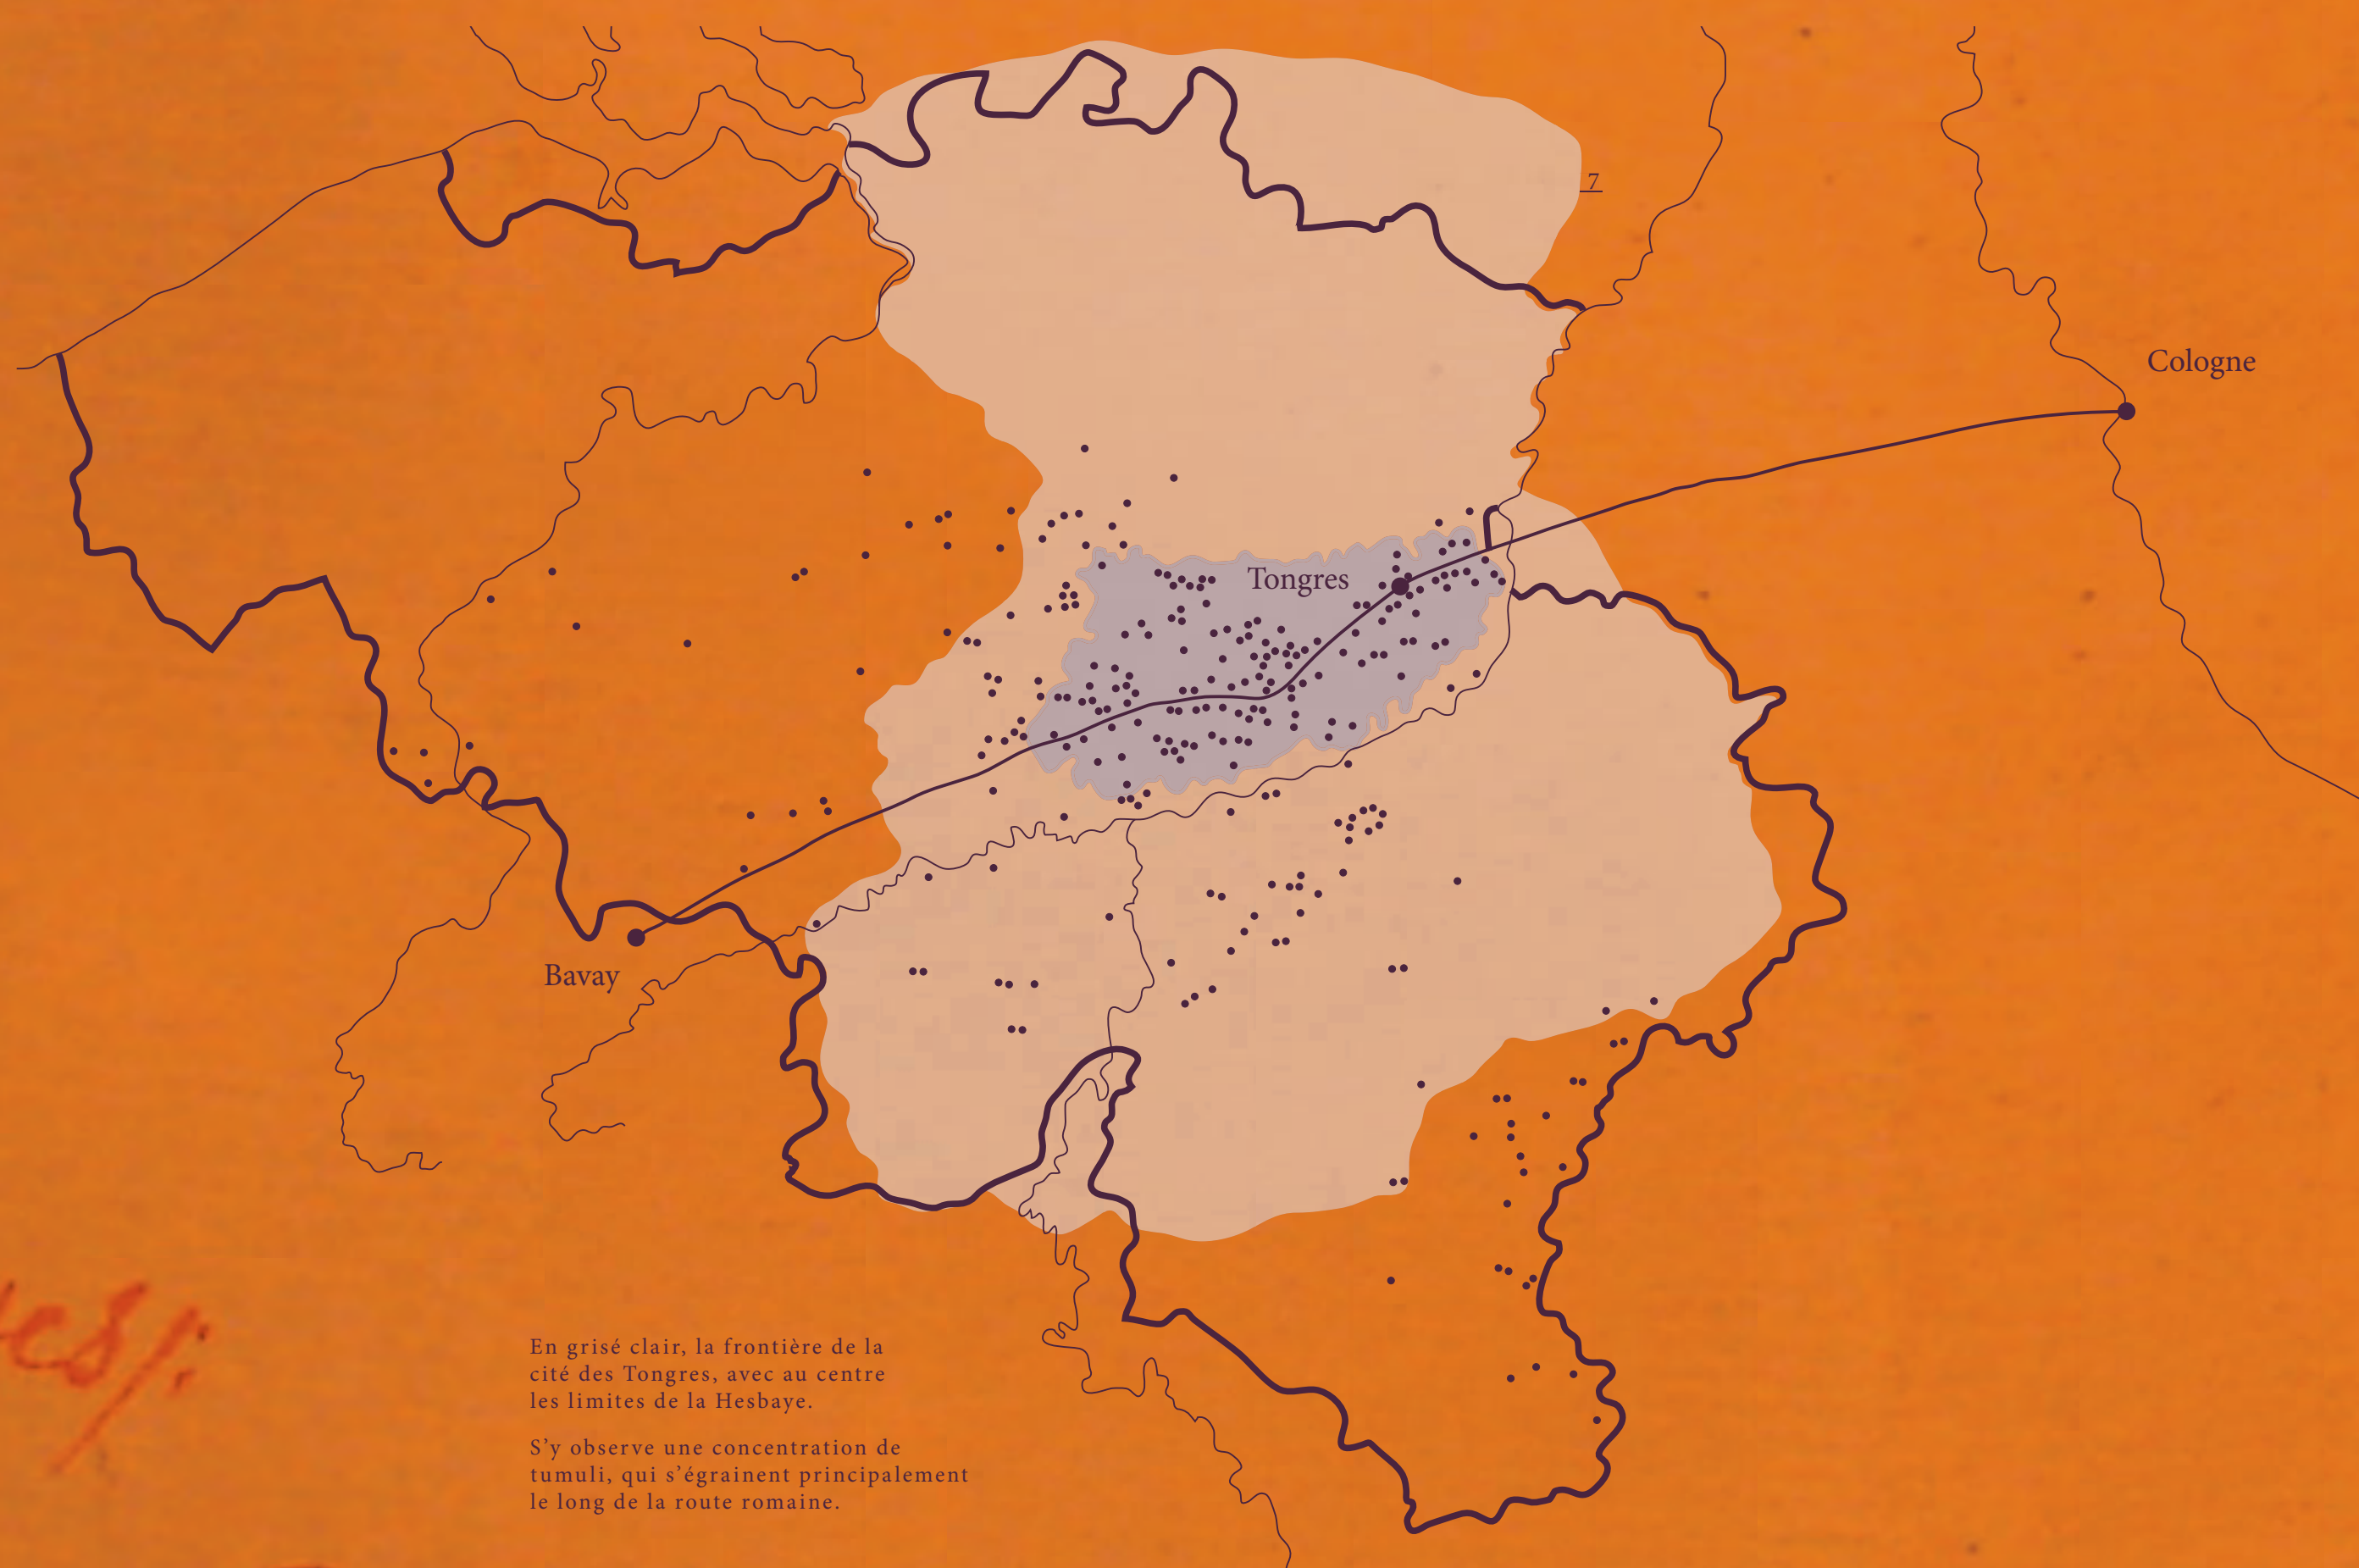 7
Cologne
Tongres
Bavay
En grisé clair, la frontière de la
cité des Tongres, avec au centre
les limites de la Hesbaye.
S’y observe une concentration de
tumuli, qui s’égrainent principalement
le long de la route romaine.